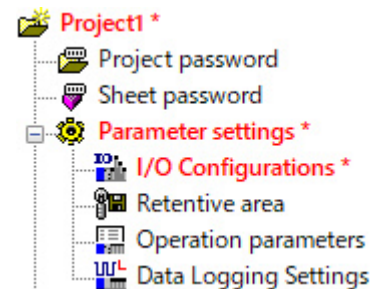 Project1 *
Project password
Sheet password
Parameter settings *
I/O Configurations *
Retentive area
Operation parameters
Data Logging Settings